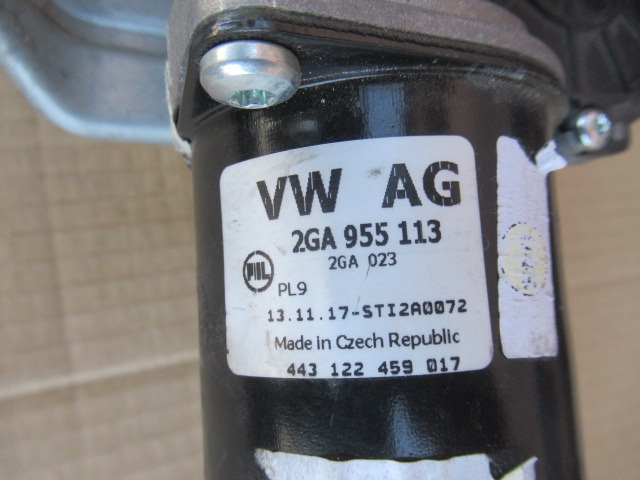 VW AG
2GA 955 113
2GA 023
PAL
PL9
13.11.17-STI2A0072
Made in Czech Republic
443 122 459 017